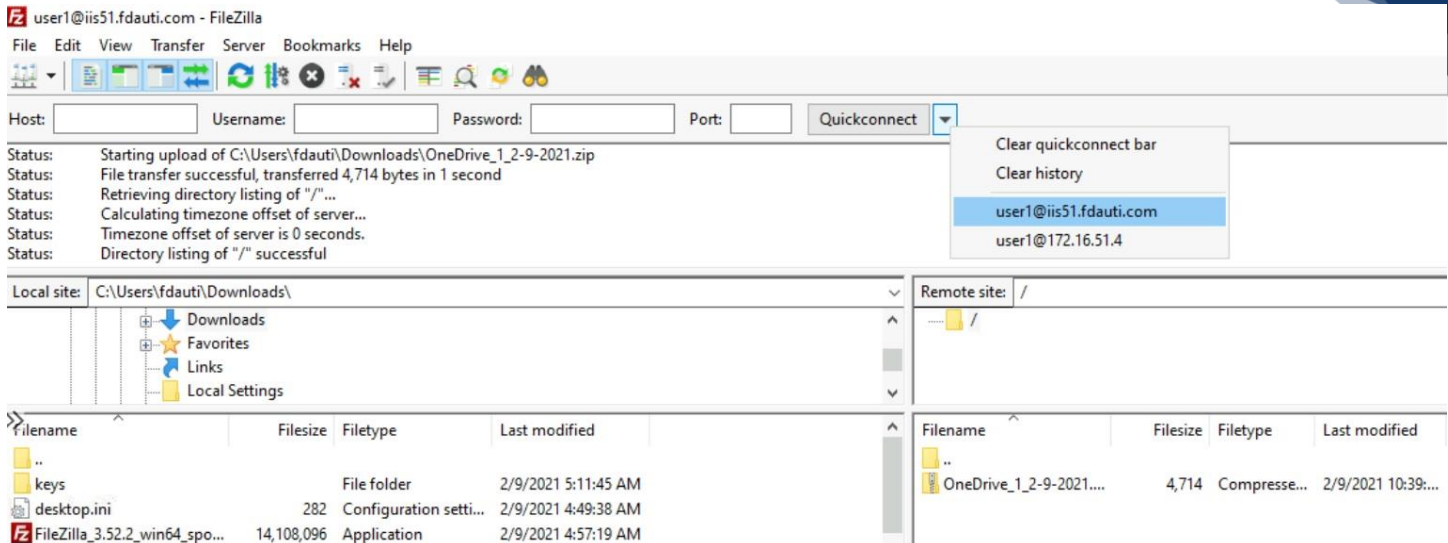 user1@iis51.fdauti.com - FileZilla
File Edit View Transfer Server Bookmarks Help
Host: Username: Password: Port: Quickconnect
Clear quickconnect bar
Clear history
user1@iis51.fdauti.com
user1@172.16.51.4
Status: Starting upload of C:\Users\fdauti\Downloads\OneDrive_1_2-9-2021.zip
Status: File transfer successful, transferred 4,714 bytes in 1 second
Status: Retrieving directory listing of "/"...
Status: Calculating timezone offset of server...
Status: Timezone offset of server is 0 seconds.
Status: Directory listing of "/" successful
Local site: C:\Users\fdauti\Downloads\
Downloads
Favorites
Links
Local Settings
Remote site: /
/
Filename Filesize Filetype Last modified
..
keys File folder 2/9/2021 5:11:45 AM
desktop.ini 282 Configuration setti... 2/9/2021 4:49:38 AM
FileZilla_3.52.2_win64_spo... 14,108,096 Application 2/9/2021 4:57:19 AM
Filename Filesize Filetype Last modified
..
OneDrive_1_2-9-2021.... 4,714 Compresse... 2/9/2021 10:39:...